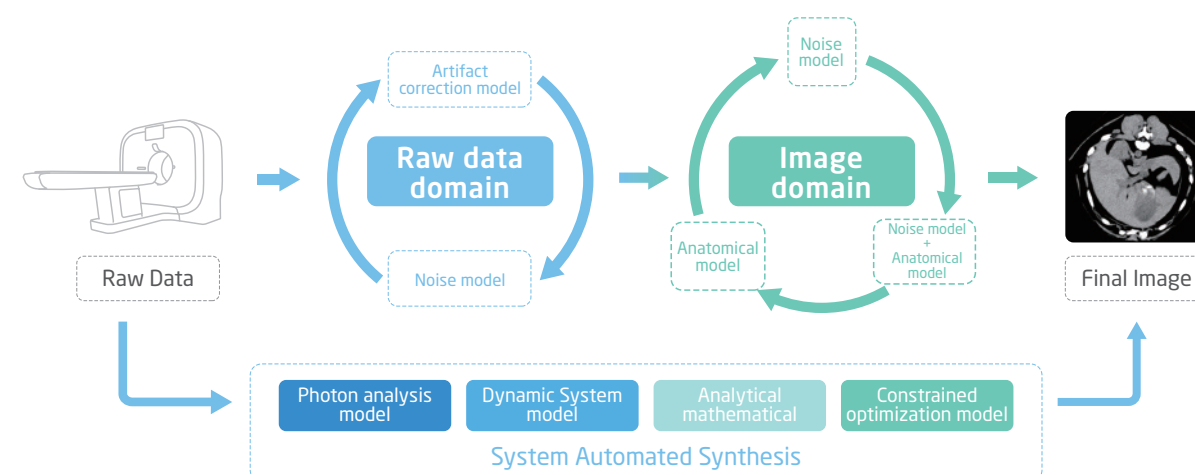 Raw Data
Artifact
correction model
Raw data
domain
Noise model
Noise
model
Image
domain
Anatomical
model
Noise model
+
Anatomical
model
Final Image
Photon analysis
model
Dynamic System
model
Analytical
mathematical
Constrained
optimization model
System Automated Synthesis